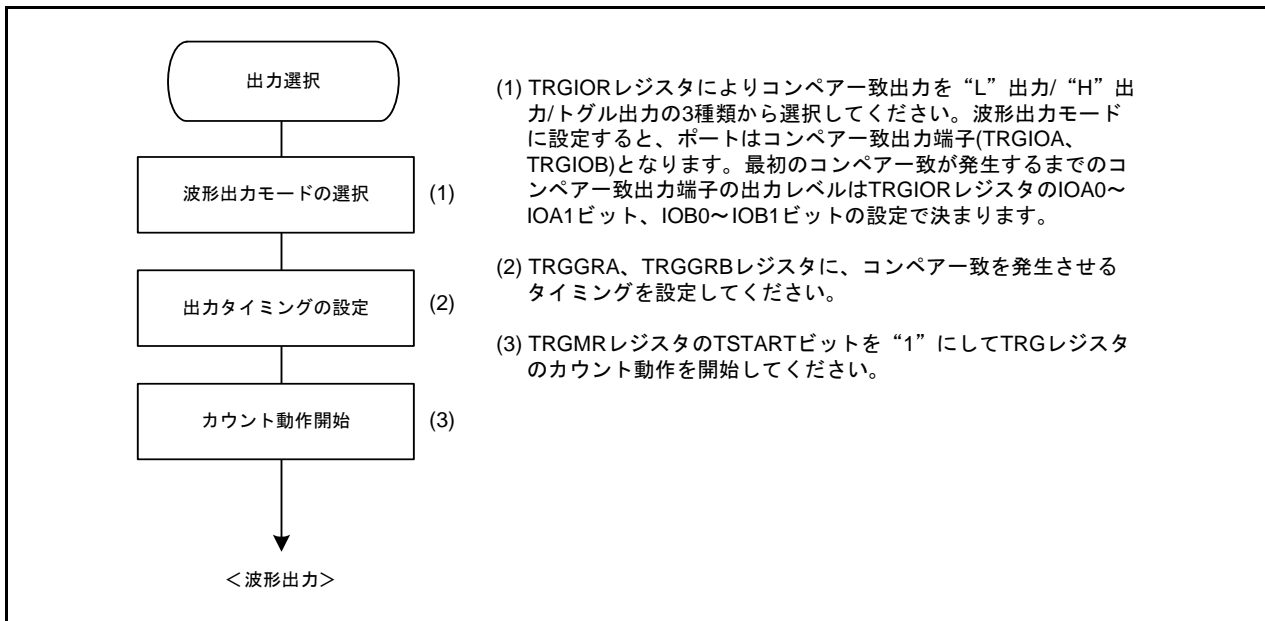 出力選択
波形出力モードの選択
(1)
出力タイミングの設定
(2)
カウント動作開始
(3)
＜波形出力＞
(1) TRGIORレジスタによりコンペアー致出力を“L”出力/“H”出
力/トグル出力の3種類から選択してください。波形出力モード
に設定すると、ポートはコンペアー致出力端子(TRGIOA、
TRGIOB)となります。最初のコンペアー致が発生するまでのコ
ンペアー致出力端子の出力レベルはTRGIORレジスタのIOA0～
IOA1ビット、IOB0～IOB1ビットの設定で決まります。
(2) TRGGRA、TRGGRBレジスタに、コンペアー致を発生させる
タイミングを設定してください。
(3) TRGMRレジスタのTSTARTビットを“1”にしてTRGレジスタ
のカウント動作を開始してください。